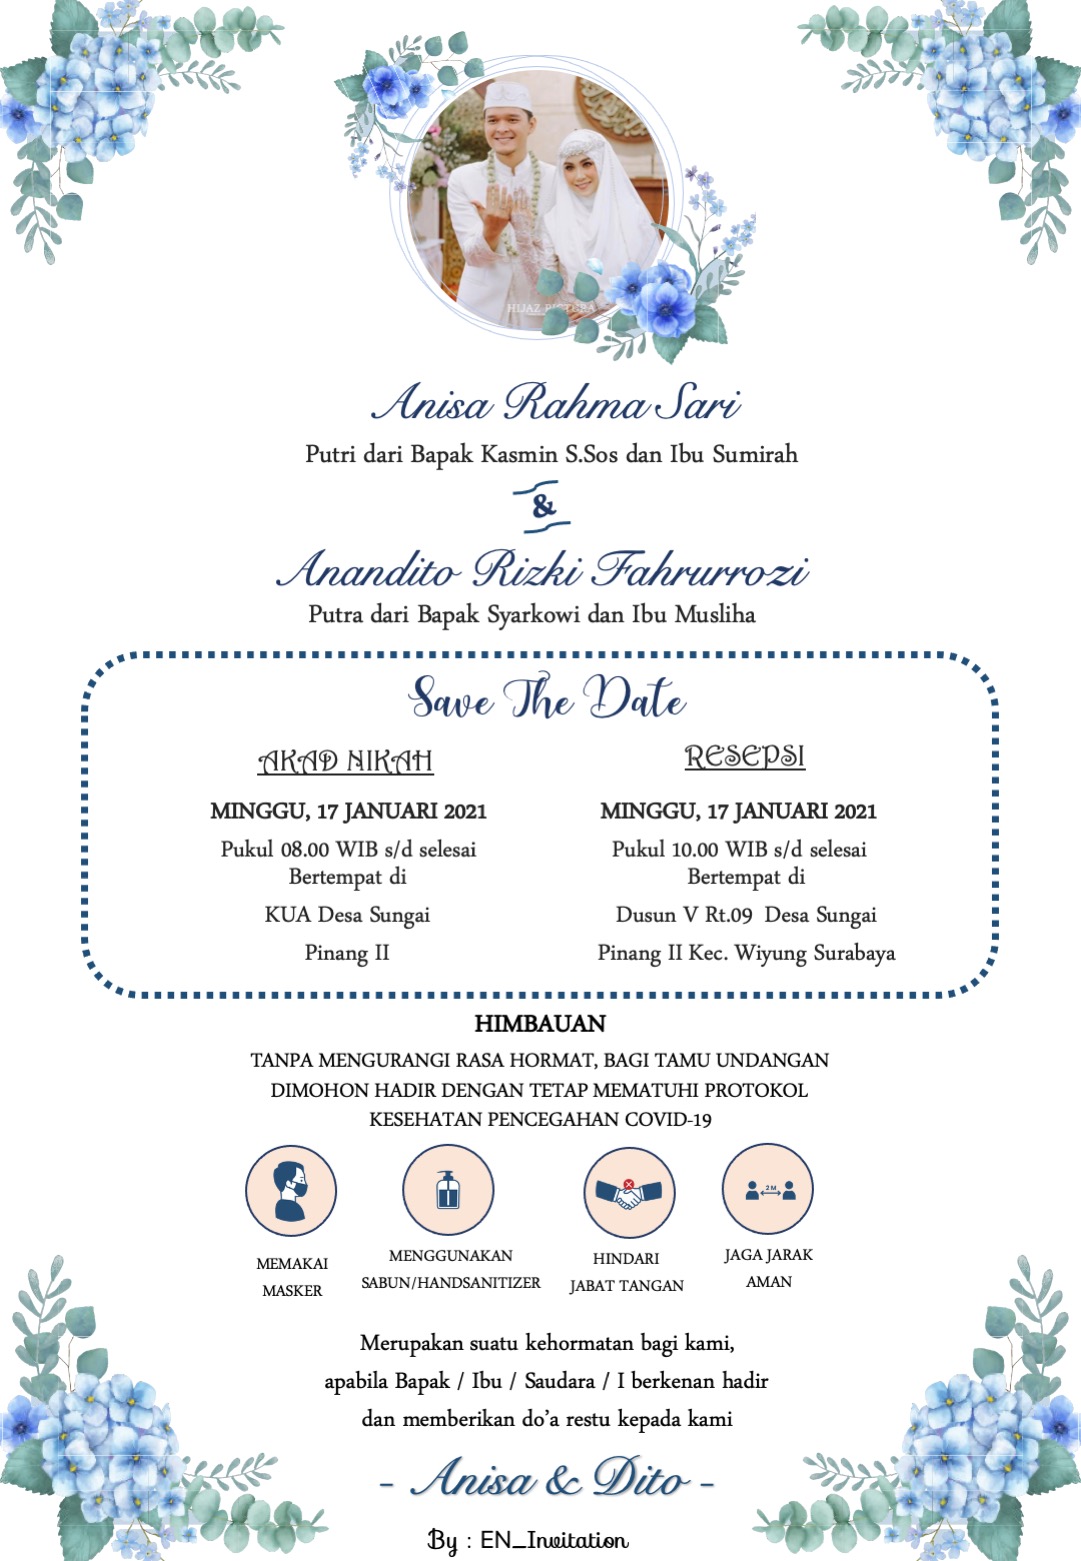 HIJAZ PICTURA
Anisa Rahma Sari
Putri dari Bapak Kasmin S.Sos dan Ibu Sumirah
&
Anandito Rizki Fahrurrozi
Putra dari Bapak Syarkowi dan Ibu Musliha
Save The Date
AKAD NIKAH
MINGGU, 17 JANUARI 2021
Pukul 08.00 WIB s/d selesai
Bertempat di
KUA Desa Sungai
Pinang II
RESEPSI
MINGGU, 17 JANUARI 2021
Pukul 10.00 WIB s/d selesai
Bertempat di
Dusun V Rt.09 Desa Sungai
Pinang II Kec. Wiyung Surabaya
HIMBAUAN
TANPA MENGURANGI RASA HORMAT, BAGI TAMU UNDANGAN
DIMOHON HADIR DENGAN TETAP MEMATUHI PROTOKOL
KESEHATAN PENCEGAHAN COVID-19
MEMAKAI
MASKER
MENGGUNAKAN
SABUN/HANDSANITIZER
HINDARI
JABAT TANGAN
2 M
JAGA JARAK
AMAN
Merupakan suatu kehormatan bagi kami,
apabila Bapak / Ibu / Saudara / I berkenan hadir
dan memberikan do’a restu kepada kami
- Anisa & Dito -
By : EN_Invitation